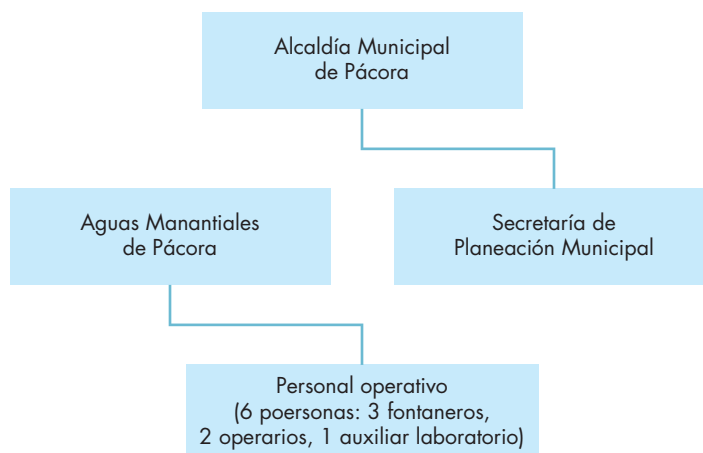 Alcaldía Municipal
de Pácora
Aguas Manantiales
de Pácora
Secretaría de
Planeación Municipal
Personal operativo
(6 poersonas: 3 fontaneros,
2 operarios, 1 auxiliar laboratorio)